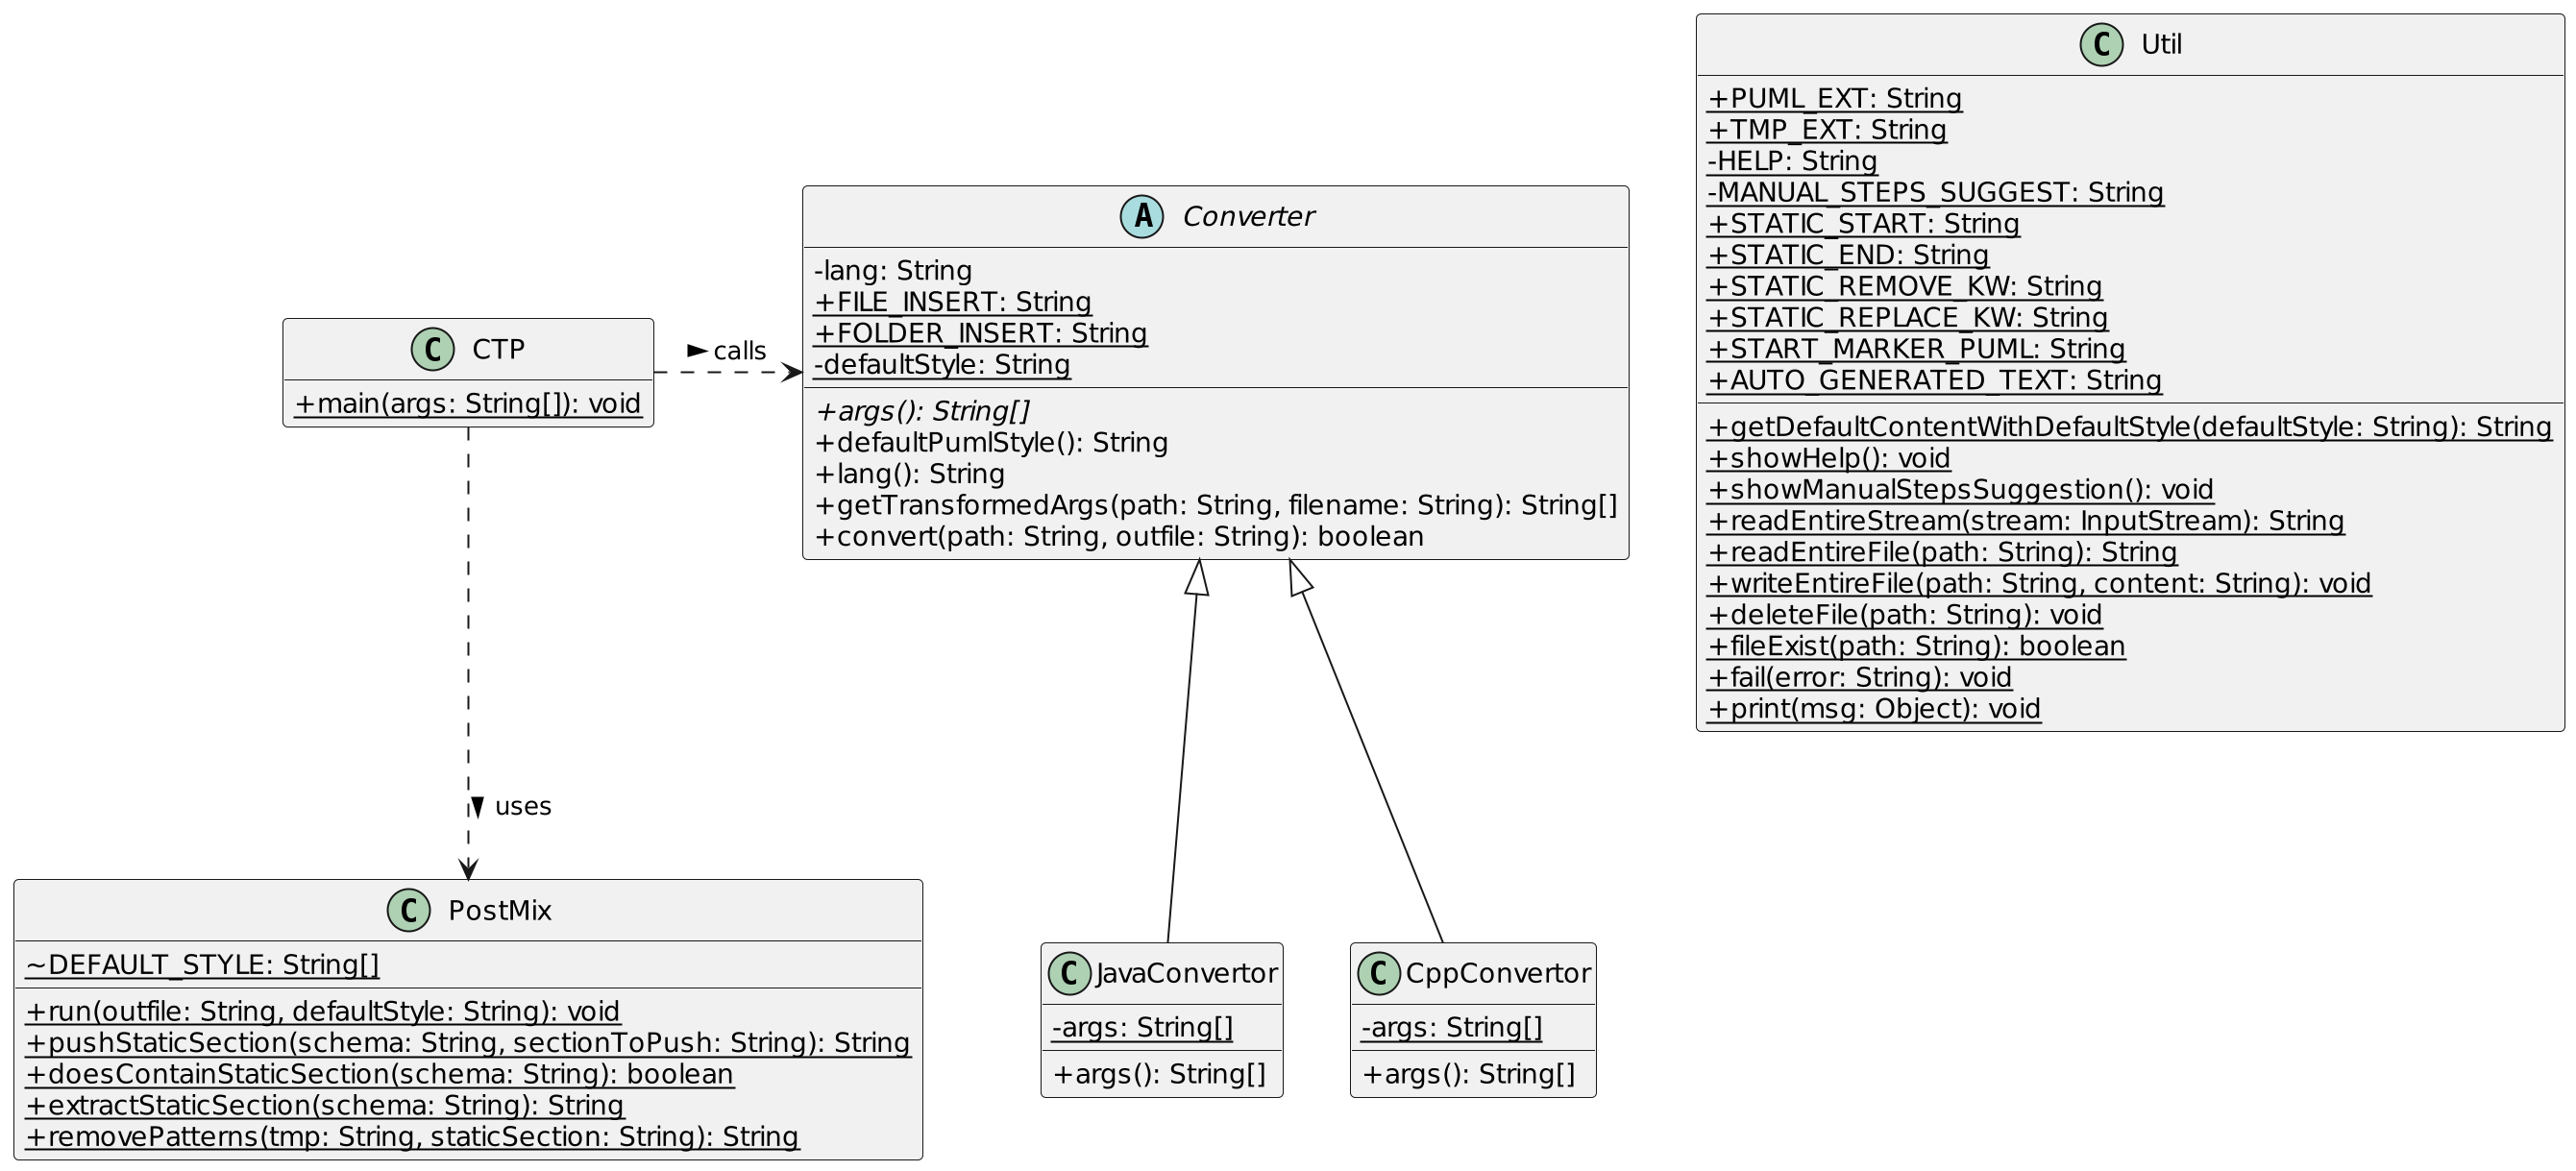 C CTP
+main(args: String[]): void
calls
uses
A Converter
-lang: String
+FILE_INSERT: String
+FOLDER_INSERT: String
-defaultStyle: String
+args(): String[]
+defaultPumlStyle(): String
+lang(): String
+getTransformedArgs(path: String, filename: String): String[]
+convert(path: String, outfile: String): boolean
C Util
+PUML_EXT: String
+TMP_EXT: String
-HELP: String
-MANUAL_STEPS_SUGGEST: String
+STATIC_START: String
+STATIC_END: String
+STATIC_REMOVE_KW: String
+STATIC_REPLACE_KW: String
+START_MARKER_PUML: String
+AUTO_GENERATED_TEXT: String
+getDefaultContentWithDefaultStyle(defaultStyle: String): String
+showHelp(): void
+showManualStepsSuggestion(): void
+readEntireStream(stream: InputStream): String
+readEntireFile(path: String): String
+writeEntireFile(path: String, content: String): void
+deleteFile(path: String): void
+fileExist(path: String): boolean
+fail(error: String): void
+print(msg: Object): void
C PostMix
~DEFAULT_STYLE: String[]
+run(outfile: String, defaultStyle: String): void
+pushStaticSection(schema: String, sectionToPush: String): String
+doesContainStaticSection(schema: String): boolean
+extractStaticSection(schema: String): String
+removePatterns(tmp: String, staticSection: String): String
C JavaConvertor
-args: String[]
+args(): String[]
C CppConvertor
-args: String[]
+args(): String[]